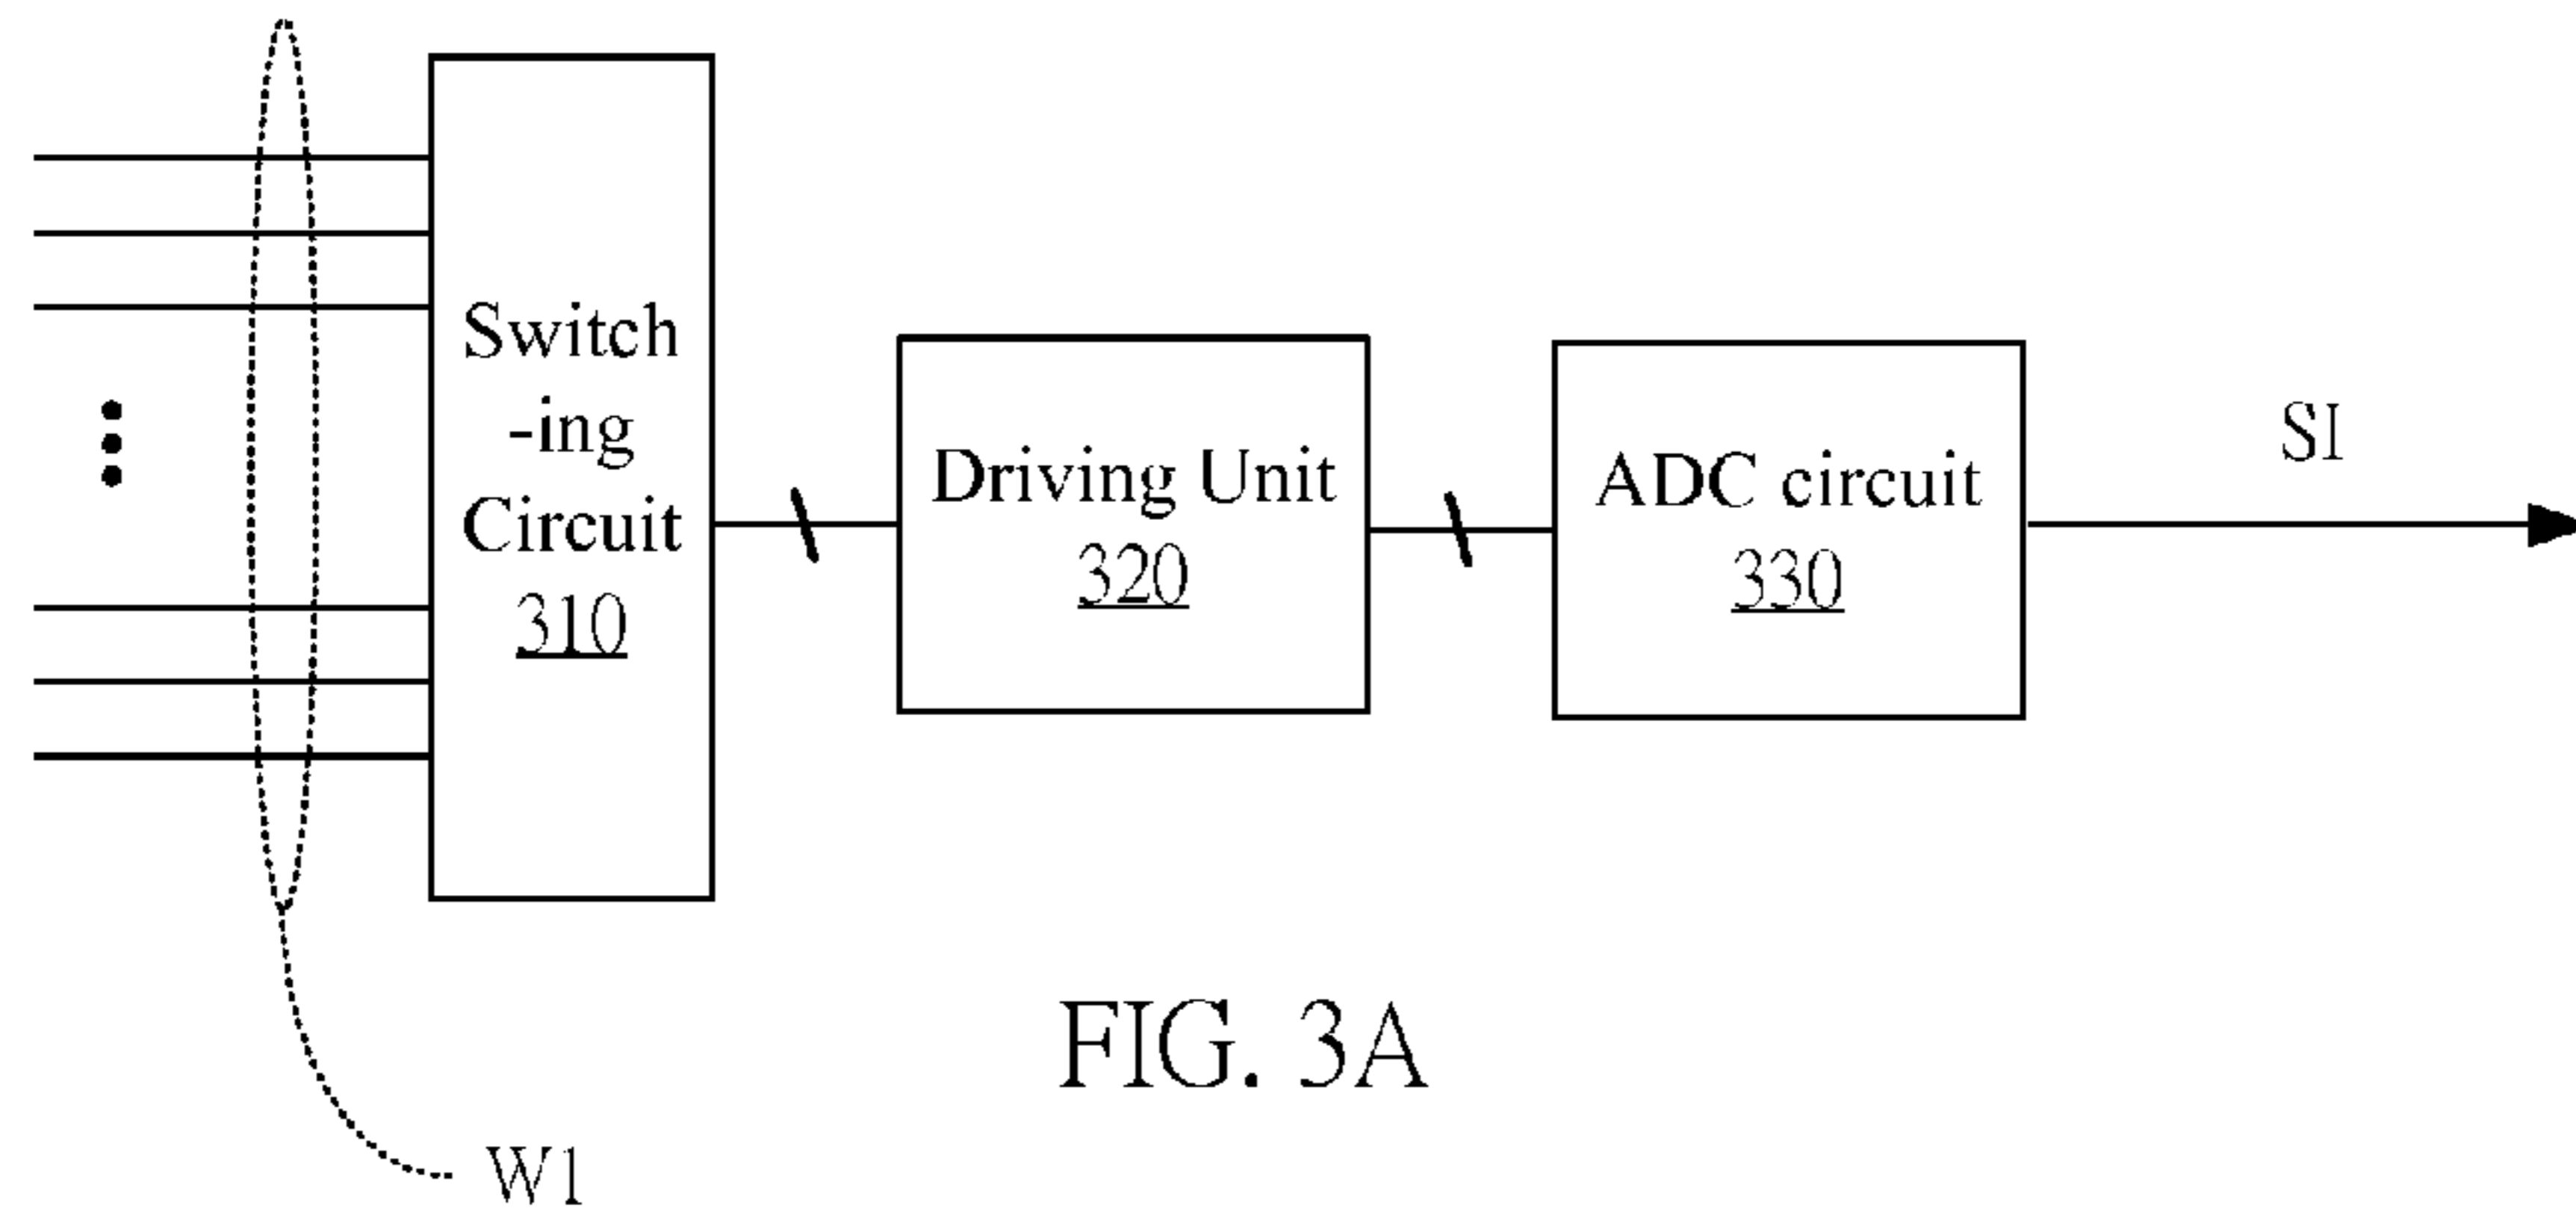 Switch
-ing
Circuit
310
Driving Unit
320
ADC circuit
330
SI
FIG. 3A
W1